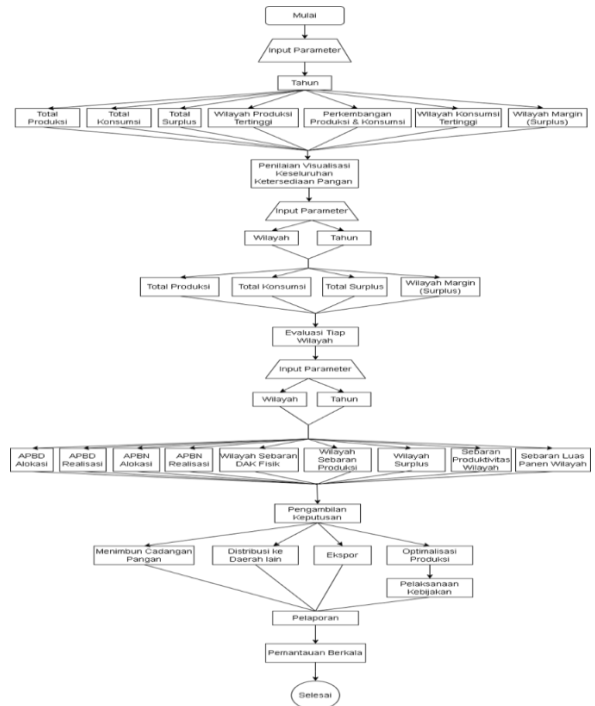 Mulai
Input Parameter
Tahun
Total
Produksi
Total
Konsumsi
Total
Surplus
Wilayah Produksi
Tertinggi
Perkembangan
Produksi & Konsumsi
Wilayah Konsumsi
Tertinggi
Wilayah Margin
(Surplus)
Penilaian Visualisasi
Keseluruhan
Ketersediaan Pangan
Input Parameter
Wilayah
Tahun
Total Produksi
Total Konsumsi
Total Surplus
Wilayah Margin
(Surplus)
Evaluasi Tiap
Wilayah
Input Parameter
Wilayah
Tahun
APBD
Alokasi
APBD
Realisasi
APBN
Alokasi
APBN
Realisasi
Wilayah Sebaran
DAK Fisik
Wilayah
Sebaran
Produksi
Wilayah
Surplus
Sebaran
Produktivitas
Wilayah
Sebaran Luas
Panen Wilayah
Pengambilan
Keputusan
Menimbun Cadangan
Pangan
Distribusi ke
Daerah lain
Ekspor
Optimalisasi
Produksi
Pelaksanaan
Kebijakan
Pelaporan
Pemantauan Berkala
Selesai